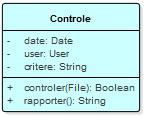 Controle
- date: Date
- user: User
- critere: String
+ controler(File): Boolean
+ rapporter(): String